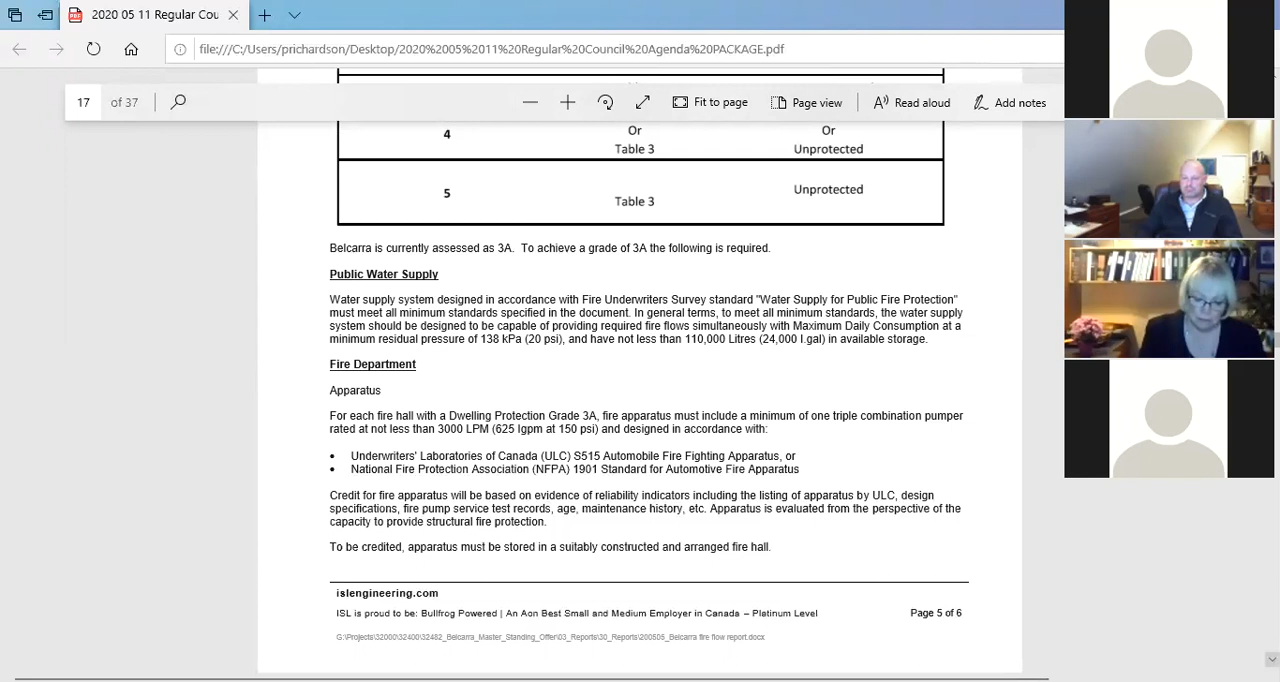 2020 05 11 Regular Cou
file:///C:/Users/prichardson/Desktop/2020%2005%2011%20Regular%20Council%20Agenda%20PACKAGE.pdf
17 of 37
Fit to page
Page view
Read aloud
Add notes
4
Or
Table 3
Or
Unprotected
5
Table 3
Unprotected
Belcarra is currently assessed as 3A. To achieve a grade of 3A the following is required.
Public Water Supply
Water supply system designed in accordance with Fire Underwriters Survey standard "Water Supply for Public Fire Protection"
must meet all minimum standards specified in the document. In general terms, to meet all minimum standards, the water supply
system should be designed to be capable of providing required fire flows simultaneously with Maximum Daily Consumption at a
minimum residual pressure of 138 kPa (20 psi), and have not less than 110,000 Litres (24,000 I.gal) in available storage.
Fire Department
Apparatus
For each fire hall with a Dwelling Protection Grade 3A, fire apparatus must include a minimum of one triple combination pumper
rated at not less than 3000 LPM (625 Igpm at 150 psi) and designed in accordance with:
• Underwriters' Laboratories of Canada (ULC) S515 Automobile Fire Fighting Apparatus, or
• National Fire Protection Association (NFPA) 1901 Standard for Automotive Fire Apparatus
Credit for fire apparatus will be based on evidence of reliability indicators including the listing of apparatus by ULC, design
specifications, fire pump service test records, age, maintenance history, etc. Apparatus is evaluated from the perspective of the
capacity to provide structural fire protection.
To be credited, apparatus must be stored in a suitably constructed and arranged fire hall.
islengineering.com
ISL is proud to be: Bullfrog Powered | An Aon Best Small and Medium Employer in Canada – Platinum Level
Page 5 of 6
G:\Projects\32000\32400\32482_Belcarra_Master_Standing_Offer\03_Reports\30_Reports\200505_Belcarra fire flow report.docx